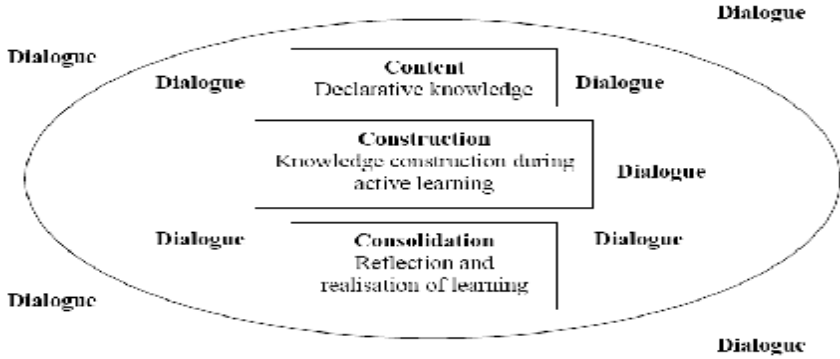 Dialogue
Dialogue
Content
Dialogue
Dialogue
Declarative knowledge
Construction
Knowledge construction during
active learning
Dialogue
Dialogue
Consolidation
Dialogue
Reflection and
realisation of learning
Dialogue
Dialogue